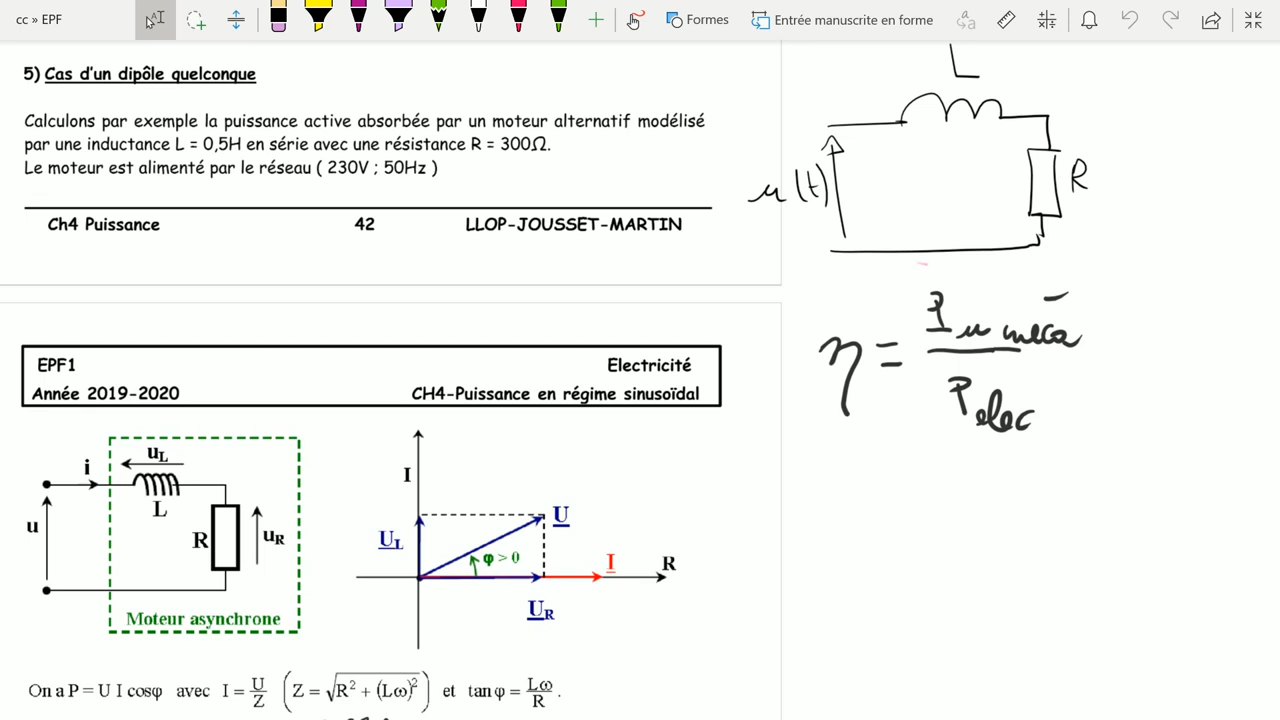 cc » EPF
Formes
Entrée manuscrite en forme
5) Cas d'un dipôle quelconque
Calculons par exemple la puissance active absorbée par un moteur alternatif modélisé
par une inductance L = 0,5H en série avec une résistance R = 300Ω.
Le moteur est alimenté par le réseau ( 230V ; 50Hz )
Ch4 Puissance 42 LLOP-JOUSSET-MARTIN
L
u(t)
R
η = Pu meca / Pelec
EPF1 Electricité
Année 2019-2020 CH4-Puissance en régime sinusoïdal
i
uL
L
u
R
uR
Moteur asynchrone
I
UL
U
φ > 0
I
R
UR
On a P = U I cosφ avec I = U/Z (Z = √(R² + (Lω)²)) et tan φ = Lω/R .